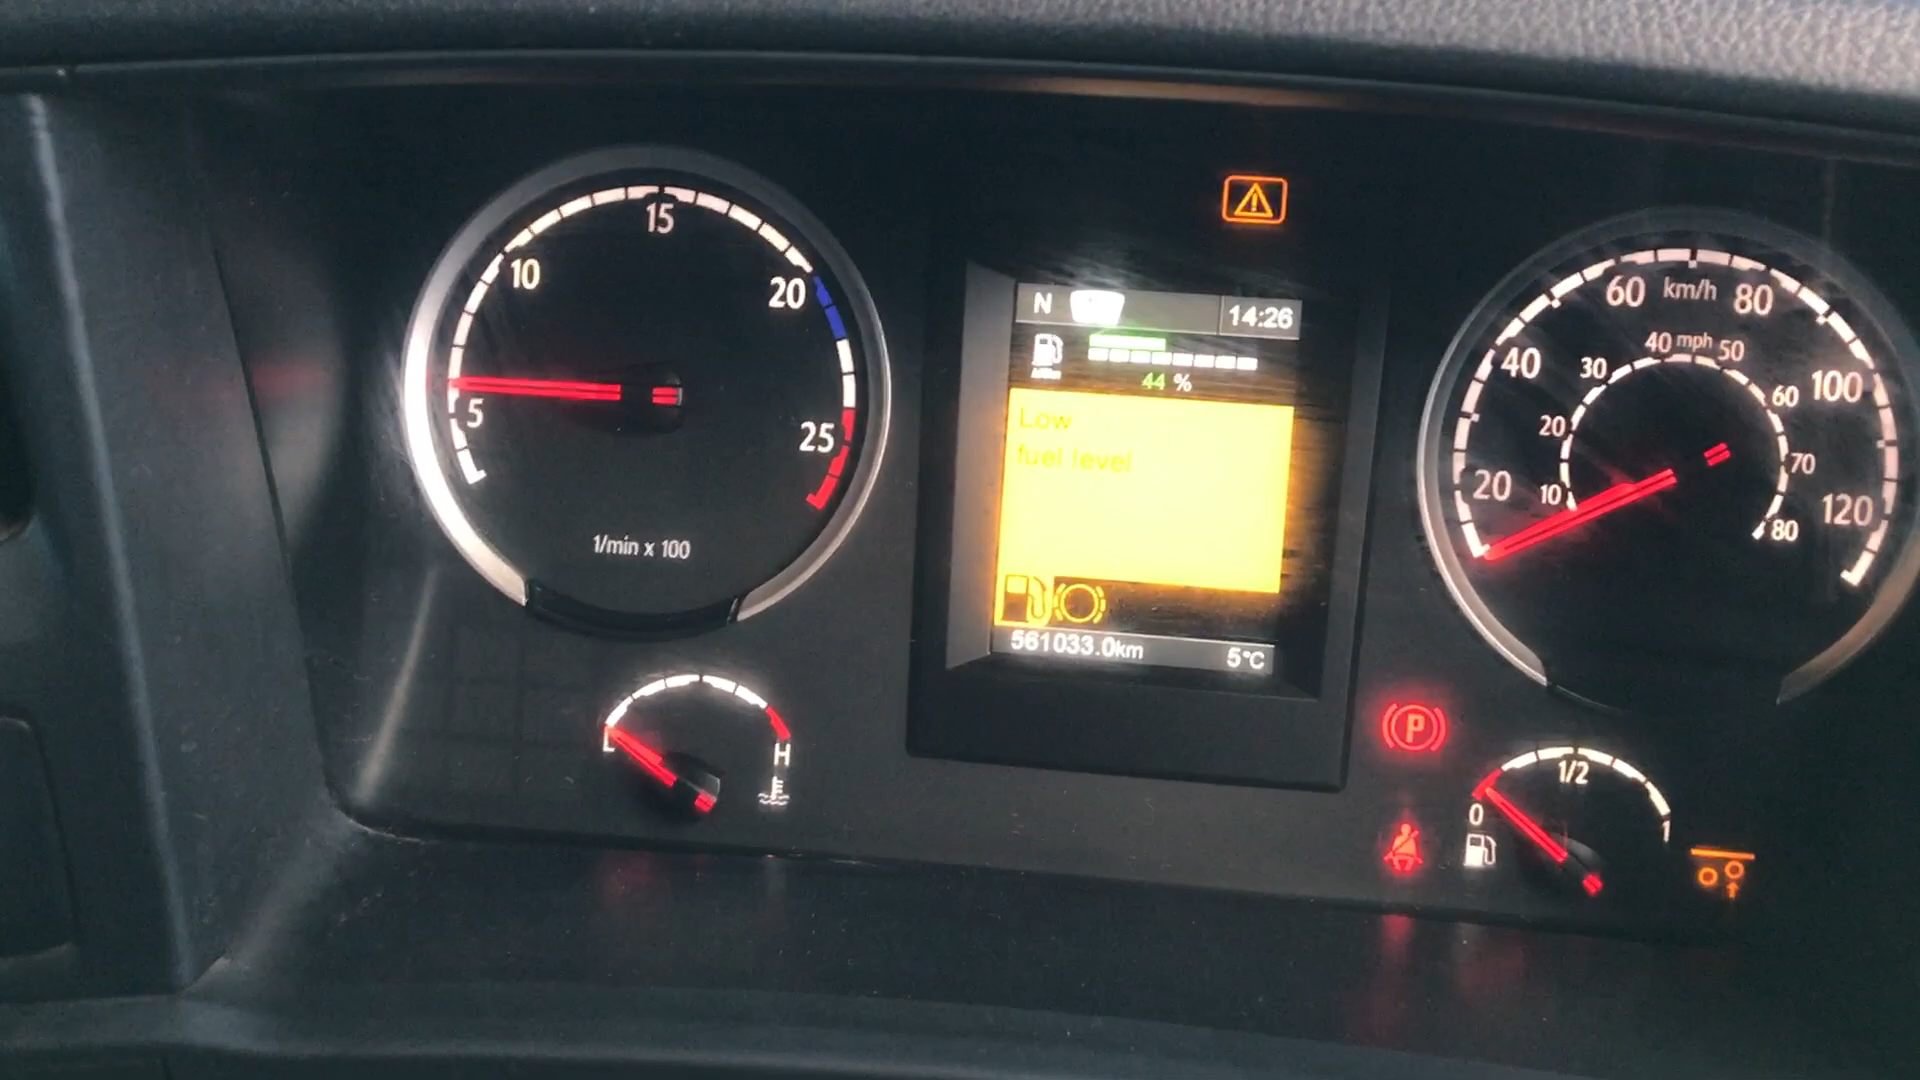 15
10
20
5
25
1/min x 100
N
14:26
44 %
Low
fuel level
561033.0km
5°C
60 km/h 80
40 mph 50
40
30
60
100
20
70
20
10
120
80
L
H
P
1/2
0
1